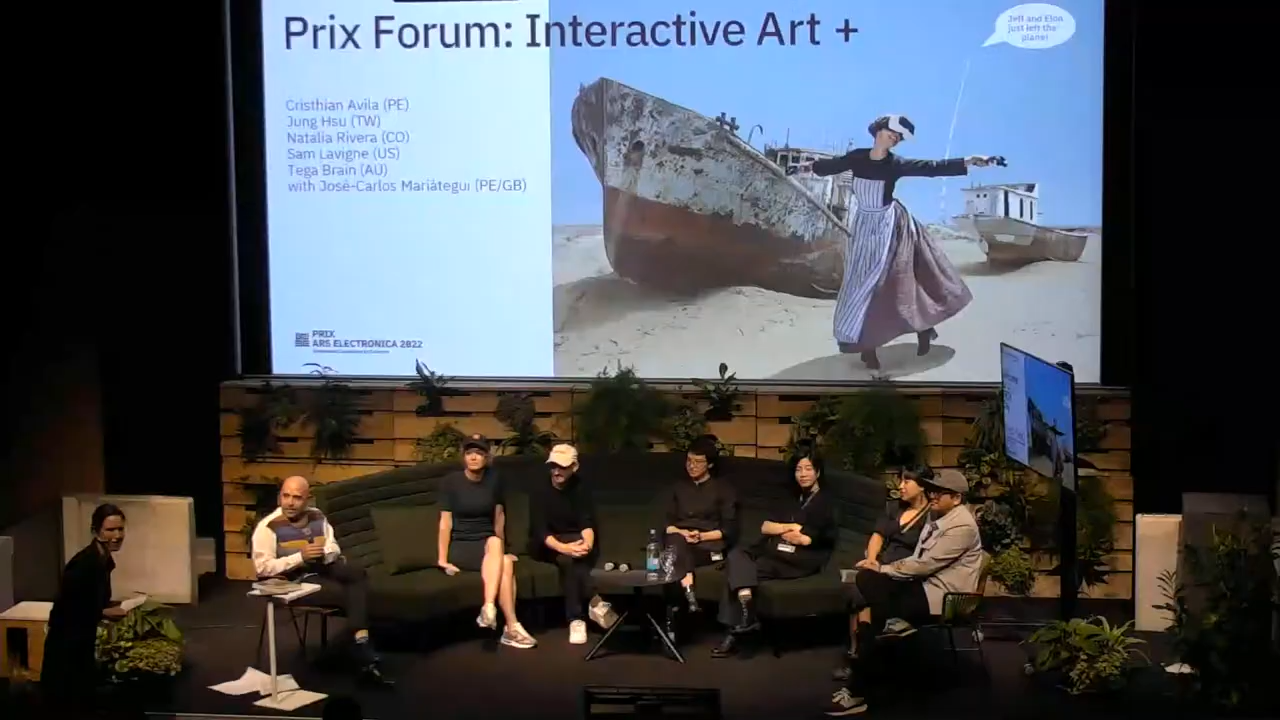 Prix Forum: Interactive Art +
Jeff and Elon
just left the
planet
Cristhian Avila (PE)
Jung Hsu (TW)
Natalia Rivera (CO)
Sam Lavigne (US)
Tega Brain (AU)
with José-Carlos Mariátegui (PE/GB)
PRIX
ARS ELECTRONICA 2022